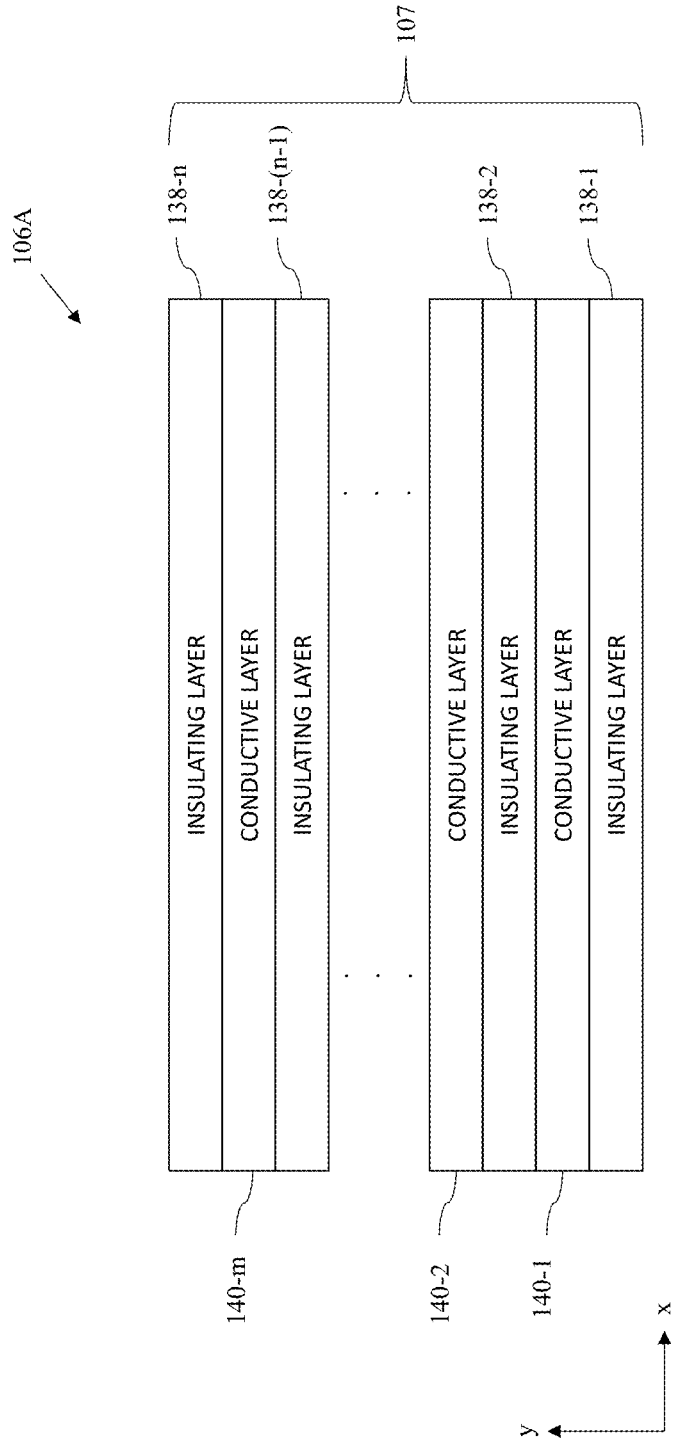 106A
138-n
INSULATING LAYER
140-m
CONDUCTIVE LAYER
138-(n-1)
INSULATING LAYER
107
. .
. .
. .
140-2
CONDUCTIVE LAYER
138-2
INSULATING LAYER
140-1
CONDUCTIVE LAYER
138-1
INSULATING LAYER
y
x